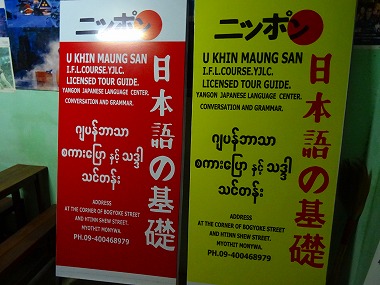 ニッポン
U KHIN MAUNG SAN
I.F.L.COURSE.YJLC.
LICENSED TOUR GUIDE.
YANGON JAPANESE LANGUAGE CENTER.
CONVERSATION AND GRAMMAR.
日本語の基礎
ဂျပန်ဘာသာ
စကားပြော နှင့် သဒ္ဒါ
သင်တန်း
ADDRESS
AT THE CORNER OF BOGYOKE STREET
AND HTINN SHEW STREET.
MYOTHIT MONYWA.
PH.09-400468979
ニッポン
U KHIN MAUNG SAN
I.F.L.COURSE.YJLC.
LICENSED TOUR GUIDE.
YANGON JAPANESE LANGUAGE CENTER.
CONVERSATION AND GRAMMAR.
日本語の基礎
ဂျပန်ဘာသာ
စကားပြော နှင့် သဒ္ဒါ
သင်တန်း
ADDRESS
AT THE CORNER OF BOGYOKE STREET
AND HTINN SHEW STREET.
MYOTHIT MONYWA.
PH.09-400468979